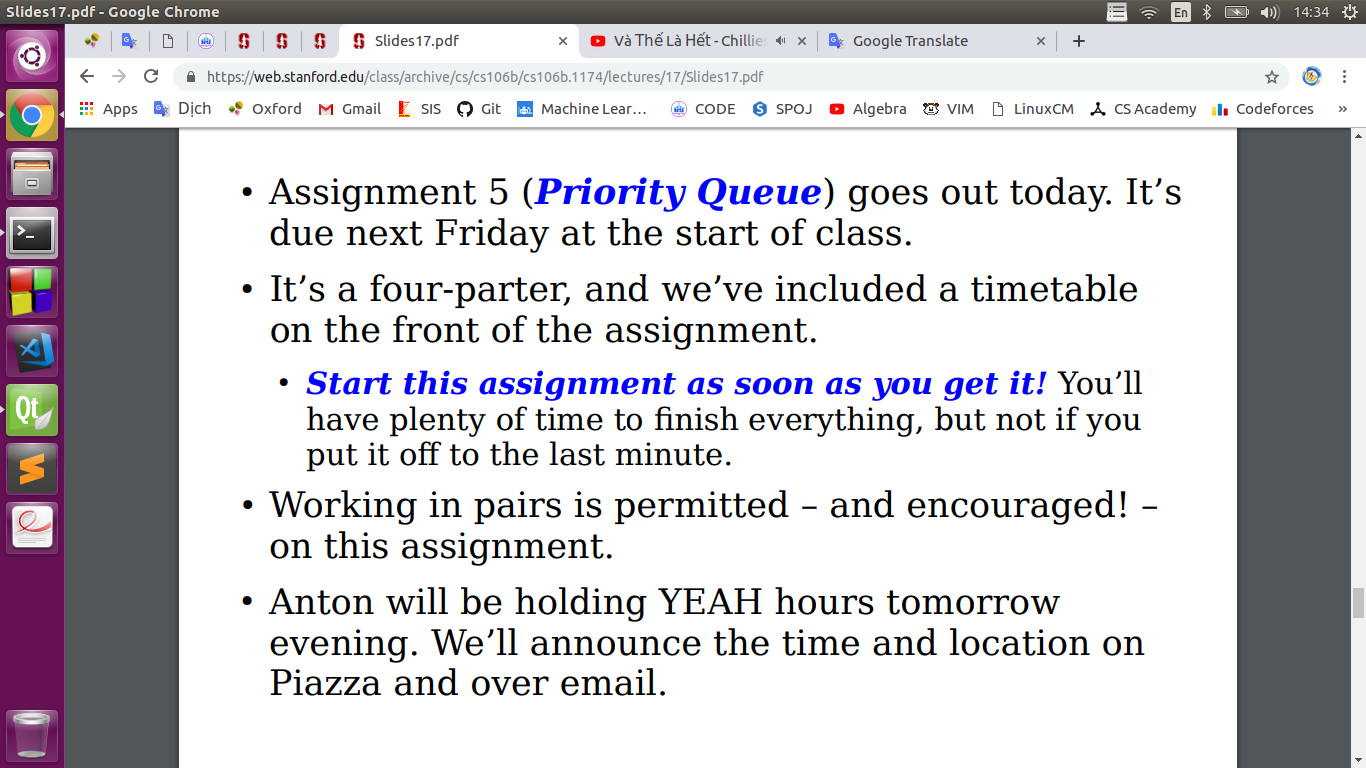 Slides17.pdf - Google Chrome
En
14:34
Slides17.pdf
Và Thế Là Hết - Chillies
Google Translate
https://web.stanford.edu/class/archive/cs/cs106b/cs106b.1174/lectures/17/Slides17.pdf
Apps Dịch Oxford Gmail SIS Git Machine Lear… CODE SPOJ Algebra VIM LinuxCM CS Academy Codeforces »
• Assignment 5 (Priority Queue) goes out today. It’s
due next Friday at the start of class.
• It’s a four-parter, and we’ve included a timetable
on the front of the assignment.
• Start this assignment as soon as you get it! You’ll
have plenty of time to finish everything, but not if you
put it off to the last minute.
• Working in pairs is permitted – and encouraged! –
on this assignment.
• Anton will be holding YEAH hours tomorrow
evening. We’ll announce the time and location on
Piazza and over email.
Qt